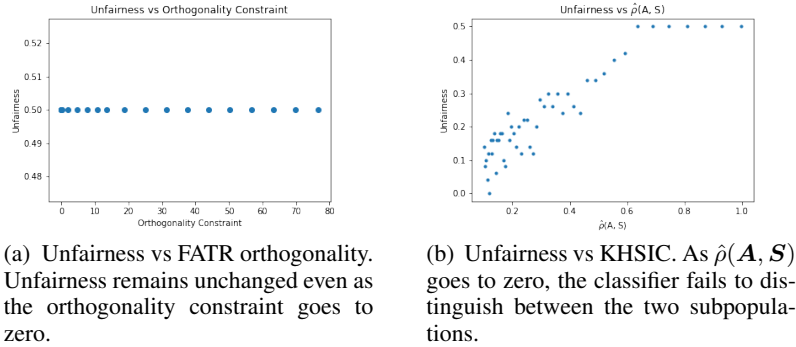 Unfairness vs Orthogonality Constraint
0.52
0.51
0.50
0.49
0.48
Unfairness
0 10 20 30 40 50 60 70 80
Orthogonality Constraint
(a) Unfairness vs FATR orthogonality.
Unfairness remains unchanged even as
the orthogonality constraint goes to
zero.
Unfairness vs ρ̂(A, S)
0.5
0.4
0.3
0.2
0.1
0.0
Unfairness
0.2 0.4 0.6 0.8 1.0
ρ̂(A, S)
(b) Unfairness vs KHSIC. As ρ̂(A, S)
goes to zero, the classifier fails to dis-
tinguish between the two subpopula-
tions.